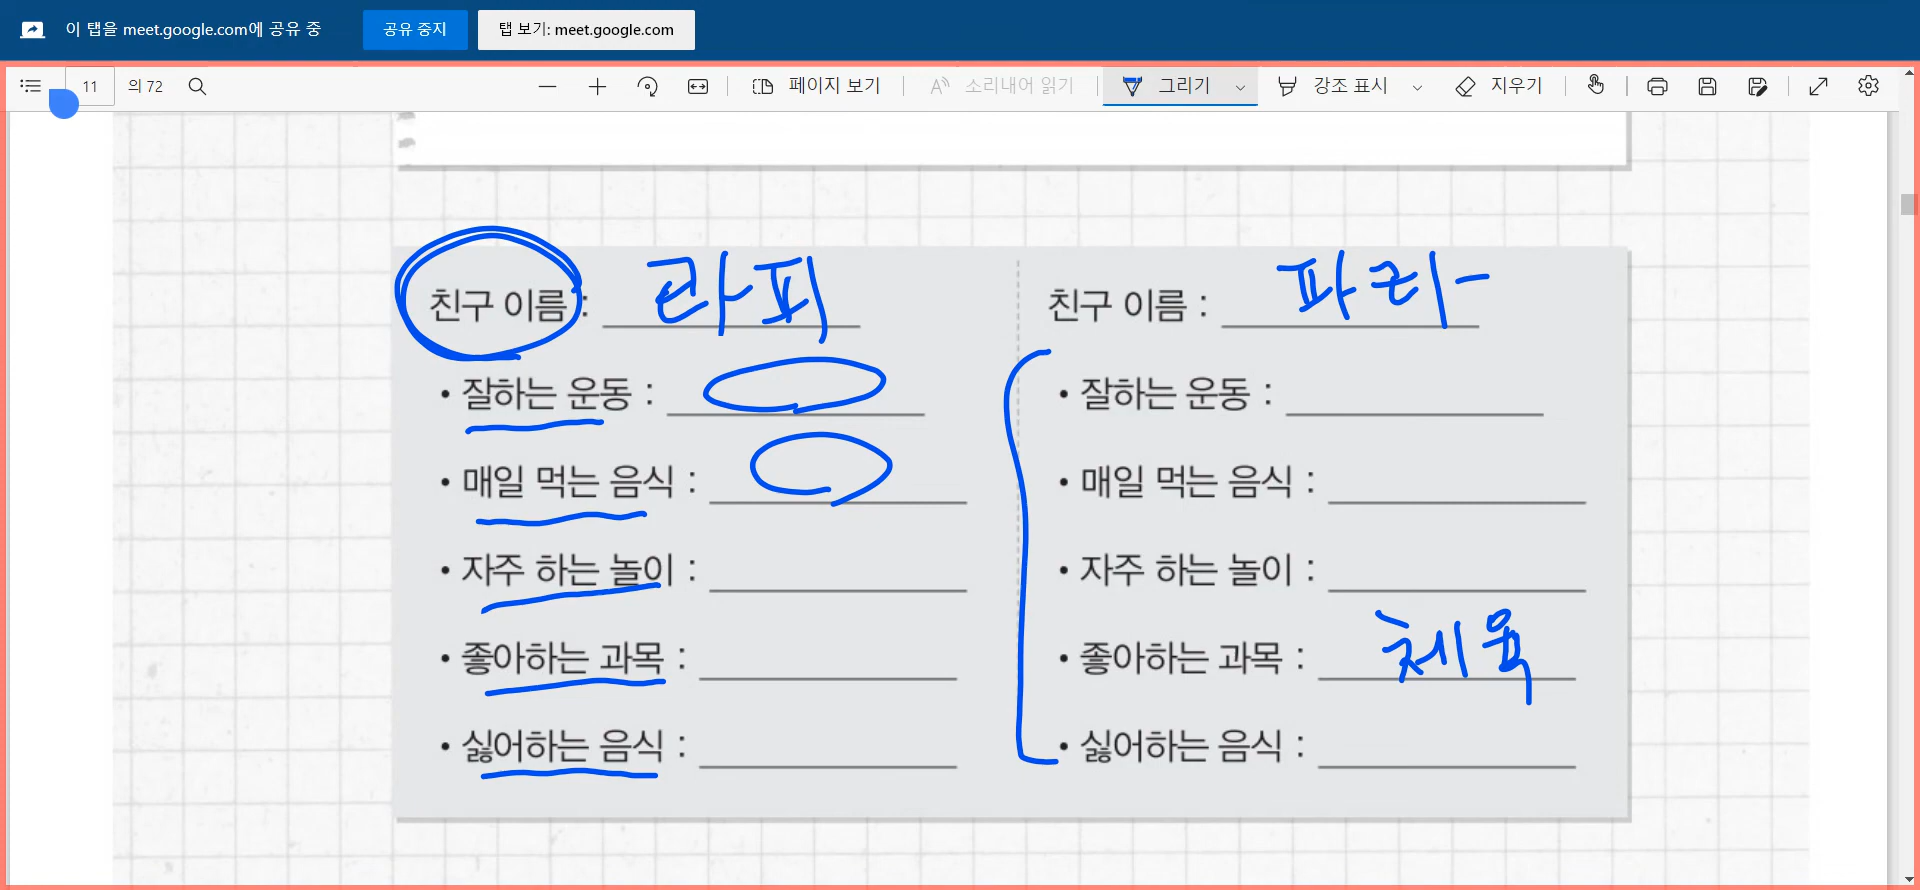 이 탭을 meet.google.com에 공유 중 공유 중지 탭 보기: meet.google.com
11 의 72 페이지 보기 소리내어 읽기 그리기 강조 표시 지우기
친구 이름 : 라피
잘하는 운동 :
매일 먹는 음식 :
자주 하는 놀이 :
좋아하는 과목 :
싫어하는 음식 :
친구 이름 : 파리
잘하는 운동 :
매일 먹는 음식 :
자주 하는 놀이 :
좋아하는 과목 : 체육
싫어하는 음식 :